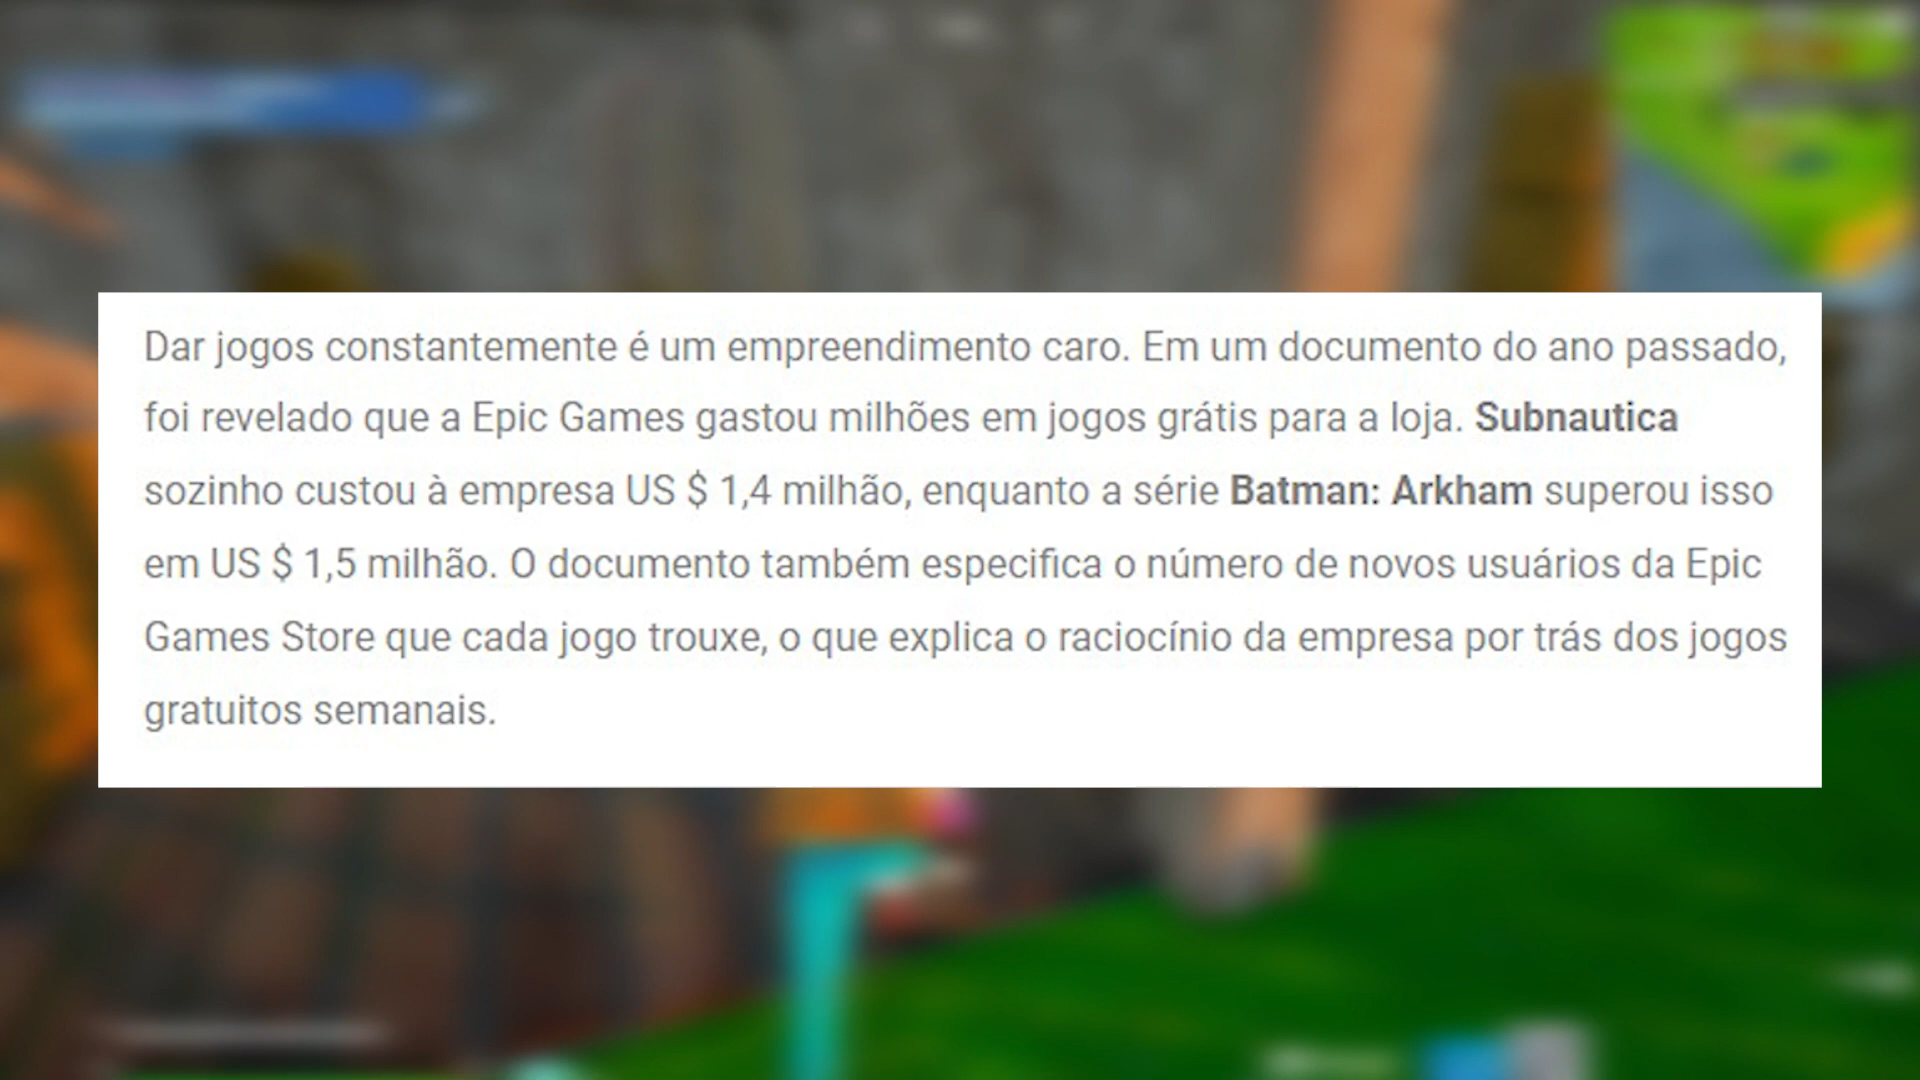 Dar jogos constantemente é um empreendimento caro. Em um documento do ano passado,
foi revelado que a Epic Games gastou milhões em jogos grátis para a loja. Subnautica
sozinho custou à empresa US $ 1,4 milhão, enquanto a série Batman: Arkham superou isso
em US $ 1,5 milhão. O documento também especifica o número de novos usuários da Epic
Games Store que cada jogo trouxe, o que explica o raciocínio da empresa por trás dos jogos
gratuitos semanais.